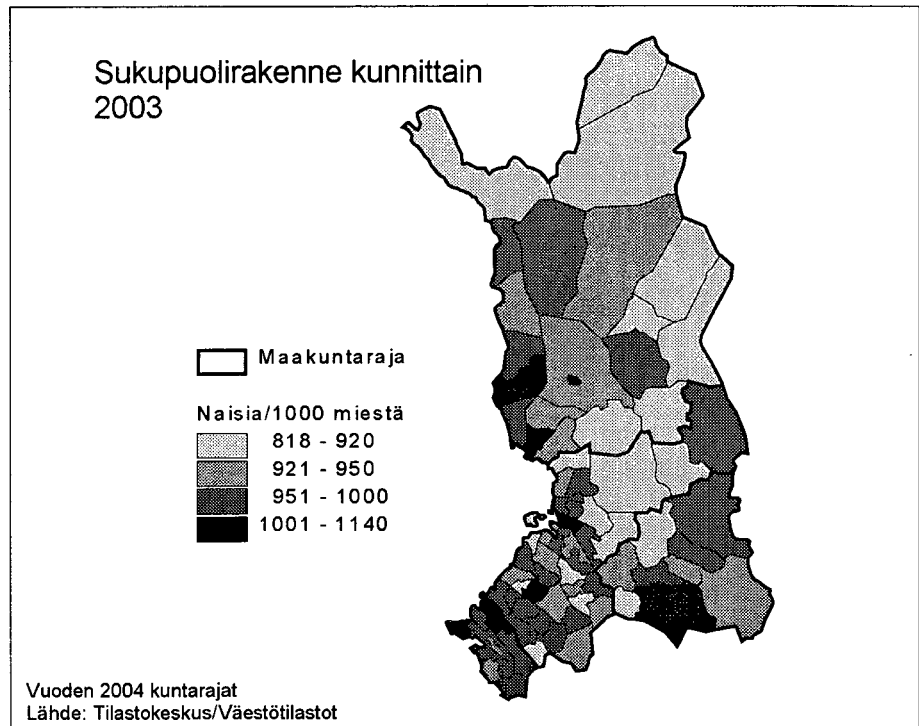 Sukupuolirakenne kunnittain
2003
Maakuntaraja
Naisia/1000 miestä
818 - 920
921 - 950
951 - 1000
1001 - 1140
Vuoden 2004 kuntarajat
Lähde: Tilastokeskus/Väestötilastot